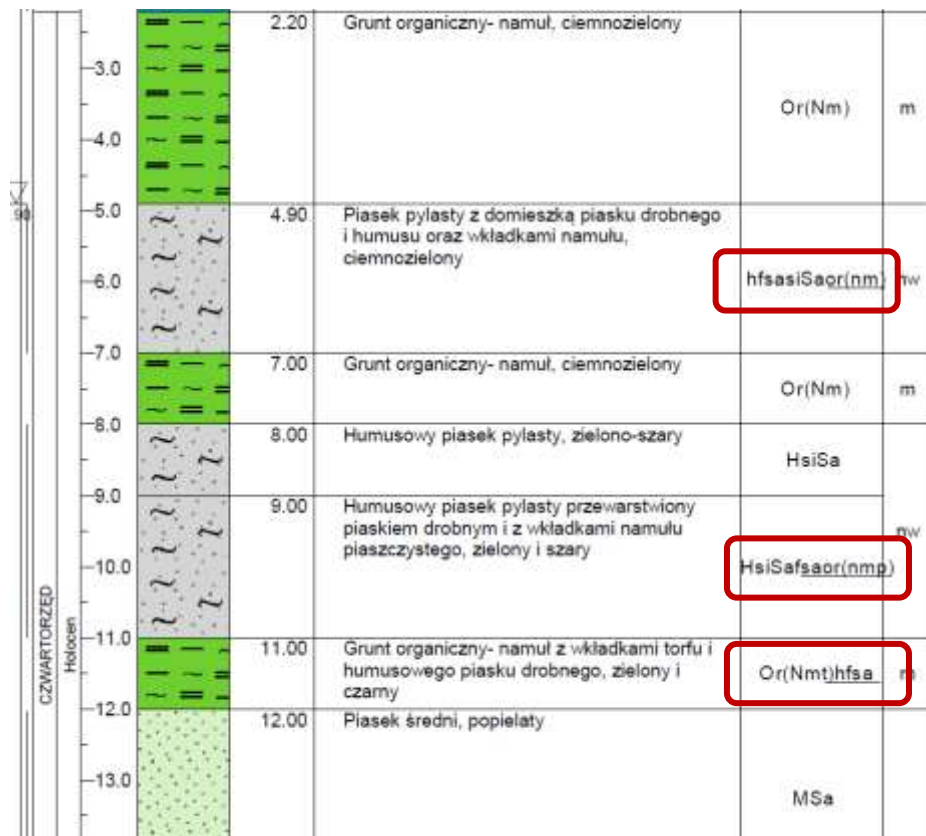 2.20 Grunt organiczny- namuł, ciemnozielony
-3.0
Or(Nm) m
-4.0
-5.0
4.90 Piasek pylasty z domieszką piasku drobnego
i humusu oraz wkładkami namułu,
ciemnozielony
90
hfsasiSaor(nm) nw
-6.0
-7.0
7.00 Grunt organiczny- namuł, ciemnozielony
Or(Nm) m
-8.0
8.00 Humusowy piasek pylasty, zielono-szary
HsiSa
-9.0
9.00 Humusowy piasek pylasty przewarstwiony
piaskiem drobnym i z wkładkami namułu
piaszczystego, zielony i szary
nw
-10.0
HsiSafsaor(nmp)
CZWARTORZĘD
Holocen
-11.0
11.00 Grunt organiczny- namuł z wkładkami torfu i
humusowego piasku drobnego, zielony i
czarny
Or(Nmt)hfsa m
-12.0
12.00 Piasek średni, popielaty
-13.0
MSa